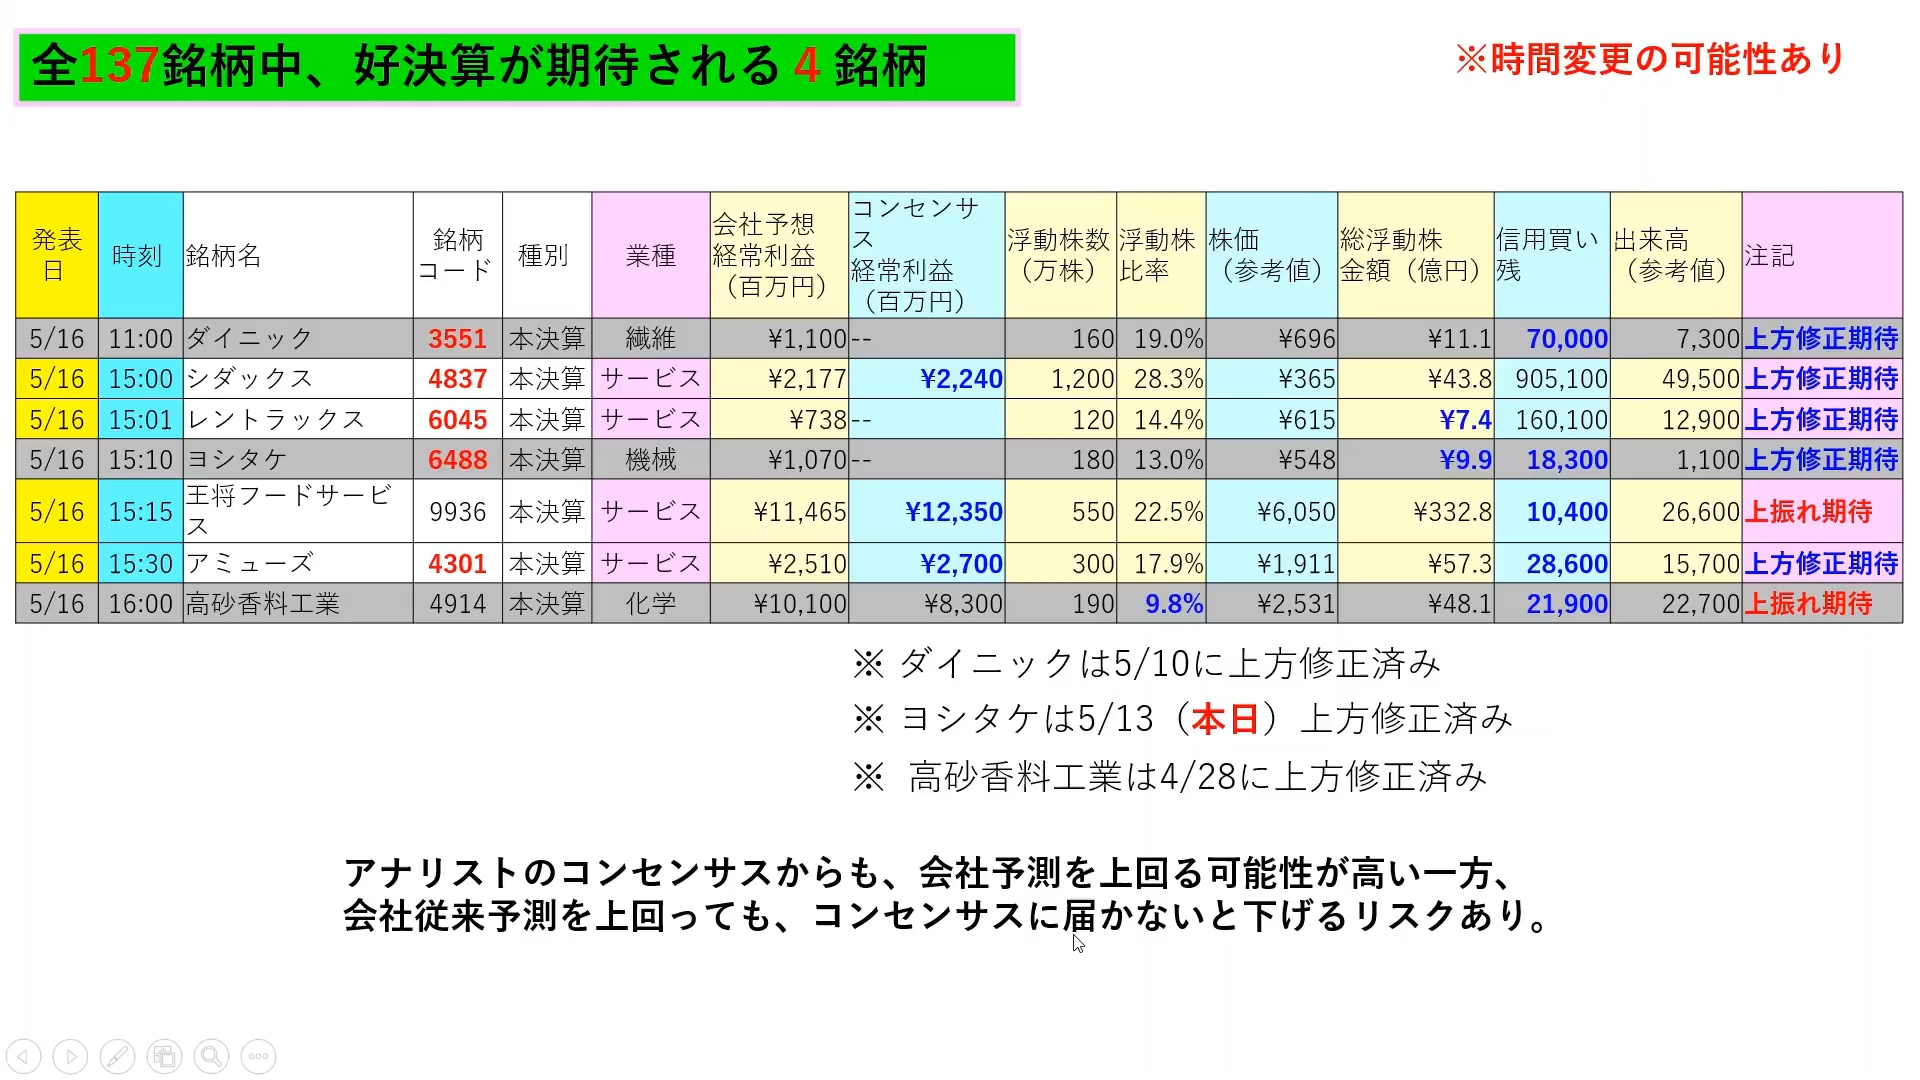 全137銘柄中、好決算が期待される4銘柄
※時間変更の可能性あり
発表日 時刻 銘柄名 銘柄コード 種別 業種 会社予想経常利益（百万円） コンセンサス経常利益（百万円） 浮動株数（万株） 浮動株比率 株価（参考値） 総浮動株金額（億円） 信用買い残 出来高（参考値） 注記
5/16 11:00 ダイニック 3551 本決算 繊維 ¥1,100 -- 160 19.0% ¥696 ¥11.1 70,000 7,300 上方修正期待
5/16 15:00 シダックス 4837 本決算 サービス ¥2,177 ¥2,240 1,200 28.3% ¥365 ¥43.8 905,100 49,500 上方修正期待
5/16 15:01 レントラックス 6045 本決算 サービス ¥738 -- 120 14.4% ¥615 ¥7.4 160,100 12,900 上方修正期待
5/16 15:10 ヨシタケ 6488 本決算 機械 ¥1,070 -- 180 13.0% ¥548 ¥9.9 18,300 1,100 上方修正期待
5/16 15:15 王将フードサービス 9936 本決算 サービス ¥11,465 ¥12,350 550 22.5% ¥6,050 ¥332.8 10,400 26,600 上振れ期待
5/16 15:30 アミューズ 4301 本決算 サービス ¥2,510 ¥2,700 300 17.9% ¥1,911 ¥57.3 28,600 15,700 上方修正期待
5/16 16:00 高砂香料工業 4914 本決算 化学 ¥10,100 ¥8,300 190 9.8% ¥2,531 ¥48.1 21,900 22,700 上振れ期待
※ ダイニックは5/10に上方修正済み
※ ヨシタケは5/13（本日）上方修正済み
※ 高砂香料工業は4/28に上方修正済み
アナリストのコンセンサスからも、会社予測を上回る可能性が高い一方、
会社従来予測を上回っても、コンセンサスに届かないと下げるリスクあり。